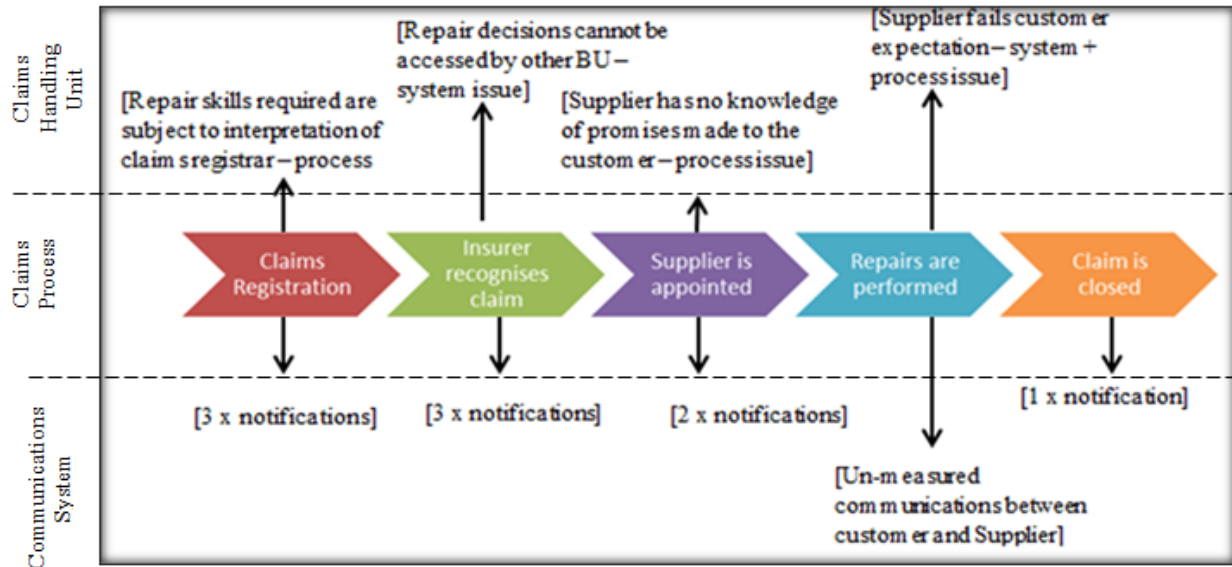 Claims
Handling
Unit
[Repair skills required are
subject to interpretation of
claims registrar – process
[Repair decisions cannot be
accessed by other BU –
system issue]
[Supplier has no knowledge
of promises made to the
customer – process issue]
[Supplier fails customer
expectation – system +
process issue]
Claims
Process
Claims
Registration
Insurer
recognises
claim
Supplier is
appointed
Repairs are
performed
Claim is
closed
Communications
System
[3 x notifications]
[3 x notifications]
[2 x notifications]
[Un-measured
communications between
customer and Supplier]
[1 x notification]